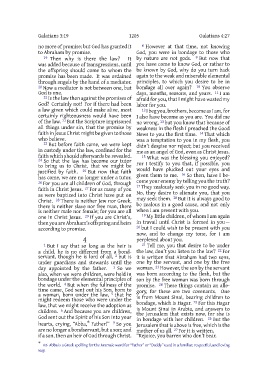 Galatians 3:19
1205
Galatians 4:27
no more of promise; but God has granted it
to Abraham by promise.
19 Then why is there the law? It
was added because of transgressions, until
the offspring should come to whom the
promise has been made. It was ordained
through angels by the hand of a mediator.
20 Now a mediator is not between one, but
God is one.
21 Is the law then against the promises of
God? Certainly not! For if there had been
a law given which could make alive, most
certainly righteousness would have been
of the law. 22 But the Scripture imprisoned
all things under sin, that the promise by
faith in Jesus Christ might be given to those
who believe.
23 But before faith came, we were kept
in custody under the law, confined for the
faith which should afterwards be revealed.
24 So that the law has become our tutor
to bring us to Christ, that we might be
justified by faith. 25 But now that faith
has come, we are no longer under a tutor.
26 For you are all children of God, through
faith in Christ Jesus. 27 For as many of you
as were baptized into Christ have put on
Christ. 28 There is neither Jew nor Greek,
there is neither slave nor free man, there
is neither male nor female; for you are all
one in Christ Jesus. 29 If you are Christ’s,
then you are Abraham’s offspring and heirs
according to promise.
4
1 But I say that so long as the heir is
a child, he is no different from a bond-
servant, though he is lord of all, 2 but is
under guardians and stewards until the
day appointed by the father. 3 So we
also, when we were children, were held in
bondage under the elemental principles of
the world. 4 But when the fullness of the
time came, God sent out his Son, born to
a woman, born under the law, 5 that he
might redeem those who were under the
law, that we might receive the adoption as
children. 6 And because you are children,
God sent out the Spirit of his Son into your
hearts, crying, “Abba, Father!” 7 So you
are no longer a bondservant, but a son; and
if a son, then an heir of God through Christ.
8 However at that time, not knowing
God, you were in bondage to those who
by nature are not gods. 9 But now that
you have come to know God, or rather to
be known by God, why do you turn back
again to the weak and miserable elemental
principles, to which you desire to be in
bondage all over again? 10 You observe
days, months, seasons, and years. 11 I am
afraid for you, that I might have wasted my
labor for you.
12 I beg you, brothers, become as I am, for
I also have become as you are. You did me
no wrong, 13 but you know that because of
weakness in the flesh I preached the Good
News to you the first time. 14 That which
was a temptation to you in my flesh, you
didn’t despise nor reject; but you received
me as an angel of God, even as Christ Jesus.
15 What was the blessing you enjoyed?
For I testify to you that, if possible, you
would have plucked out your eyes and
given them to me. 16 So then, have I be-
come your enemy by telling you the truth?
17 They zealously seek you in no good way.
No, they desire to alienate you, that you
may seek them. 18 But it is always good to
be zealous in a good cause, and not only
when I am present with you.
19 My little children, of whom I am again
in travail until Christ is formed in you—
20 but I could wish to be present with you
now, and to change my tone, for I am
perplexed about you.
21 Tell me, you that desire to be under
the law, don’t you listen to the law? 22 For
it is written that Abraham had two sons,
one by the servant, and one by the free
woman. 23 However, the son by the servant
was born according to the flesh, but the
son by the free woman was born through
promise. 24 These things contain an alle-
gory, for these are two covenants. One
is from Mount Sinai, bearing children to
bondage, which is Hagar. 25 For this Hagar
is Mount Sinai in Arabia, and answers to
the Jerusalem that exists now, for she is
in bondage with her children. 26 But the
Jerusalem that is above is free, which is the
mother of us all. 27 For it is written,
“Rejoice, you barren who don’t bear.